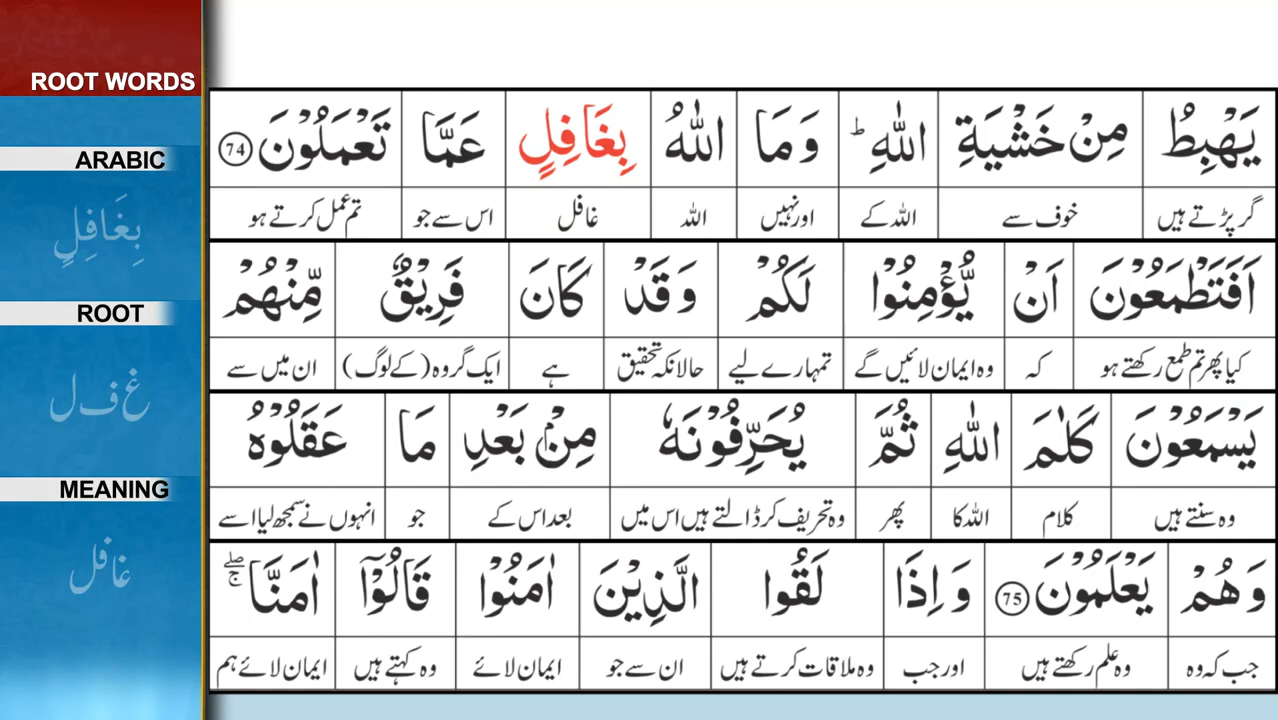 ROOT WORDS
ARABIC
بِغَافِلٍ
ROOT
غ ف ل
MEANING
غافل
يَهْبِطُ مِنْ خَشْيَةِ اللّٰهِ ؕ وَمَا اللّٰهُ بِغَافِلٍ عَمَّا تَعْمَلُوْنَ 74
گر پڑتے ہیں خوف سے اللہ کے اور نہیں اللہ غافل اس سے جو تم عمل کرتے ہو
اَفَتَطْمَعُوْنَ اَنْ يُّؤْمِنُوْا لَكُمْ وَقَدْ كَانَ فَرِيْقٌ مِّنْهُمْ
کیا پھر تم طمع رکھتے ہو کہ وہ ایمان لائیں گے تمہارے لیے حالانکہ تحقیق ہے ایک گروہ (کے لوگ) ان میں سے
يَسْمَعُوْنَ كَلٰمَ اللّٰهِ ثُمَّ يُحَرِّفُوْنَهٗ مِنْۢ بَعْدِ مَا عَقَلُوْهُ
وہ سنتے ہیں کلام اللہ کا پھر وہ تحریف کر ڈالتے ہیں اس میں بعد اس کے جو انہوں نے سمجھ لیا اسے
وَهُمْ يَعْلَمُوْنَ 75 وَاِذَا لَقُوا الَّذِيْنَ اٰمَنُوْا قَالُوْٓا اٰمَنَّا ۖۚ
جب کہ وہ وہ علم رکھتے ہیں اور جب وہ ملاقات کرتے ہیں ان سے جو ایمان لائے وہ کہتے ہیں ایمان لائے ہم